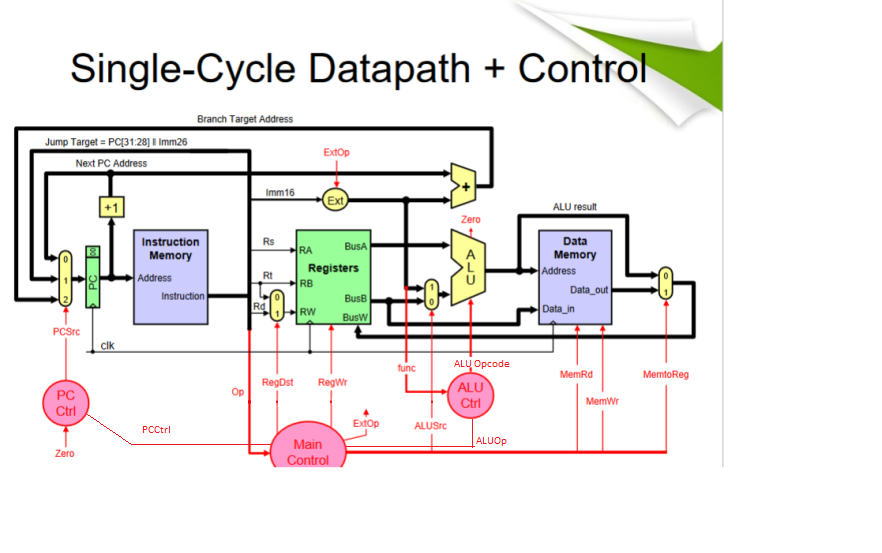 Single-Cycle Datapath + Control
Branch Target Address
Jump Target = PC[31:28] ‖ Imm26
Next PC Address
ExtOp
Imm16
Ext
+
+1
Zero
ALU result
Rs
Rt
Rd
RA
RB
RW
BusA
BusB
BusW
Registers
Instruction
Memory
Address
Instruction
PC
00
0
1
2
0
1
1
0
A
L
U
Data
Memory
Address
Data_out
Data_in
0
1
PCSrc
clk
Op
RegDst
RegWr
func
ALU Opcode
MemRd
MemtoReg
MemWr
PC
Ctrl
ALU
Ctrl
ExtOp
ALUSrc
PCCtrl
ALUOp
Zero
Main
Control